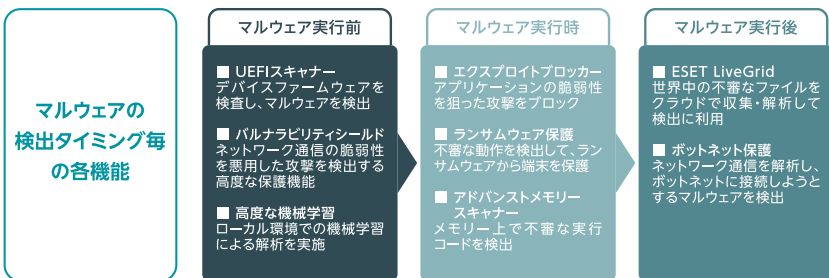 マルウェアの
検出タイミング毎
の各機能
マルウェア実行前
■ UEFIスキャナー
デバイスファームウェアを
検査し、マルウェアを検出
■ バルナラビリティシールド
ネットワーク通信の脆弱性
を悪用した攻撃を検出する
高度な保護機能
■ 高度な機械学習
ローカル環境での機械学習
による解析を実施
マルウェア実行時
■ エクスプロイトブロッカー
アプリケーションの脆弱性
を狙った攻撃をブロック
■ ランサムウェア保護
不審な動作を検出して、ラン
サムウェアから端末を保護
■ アドバンストメモリー
スキャナー
メモリー上で不審な実行
コードを検出
マルウェア実行後
■ ESET LiveGrid
世界中の不審なファイルを
クラウドで収集・解析して
検出に利用
■ ボットネット保護
ネットワーク通信を解析し、
ボットネットに接続しようと
するマルウェアを検出